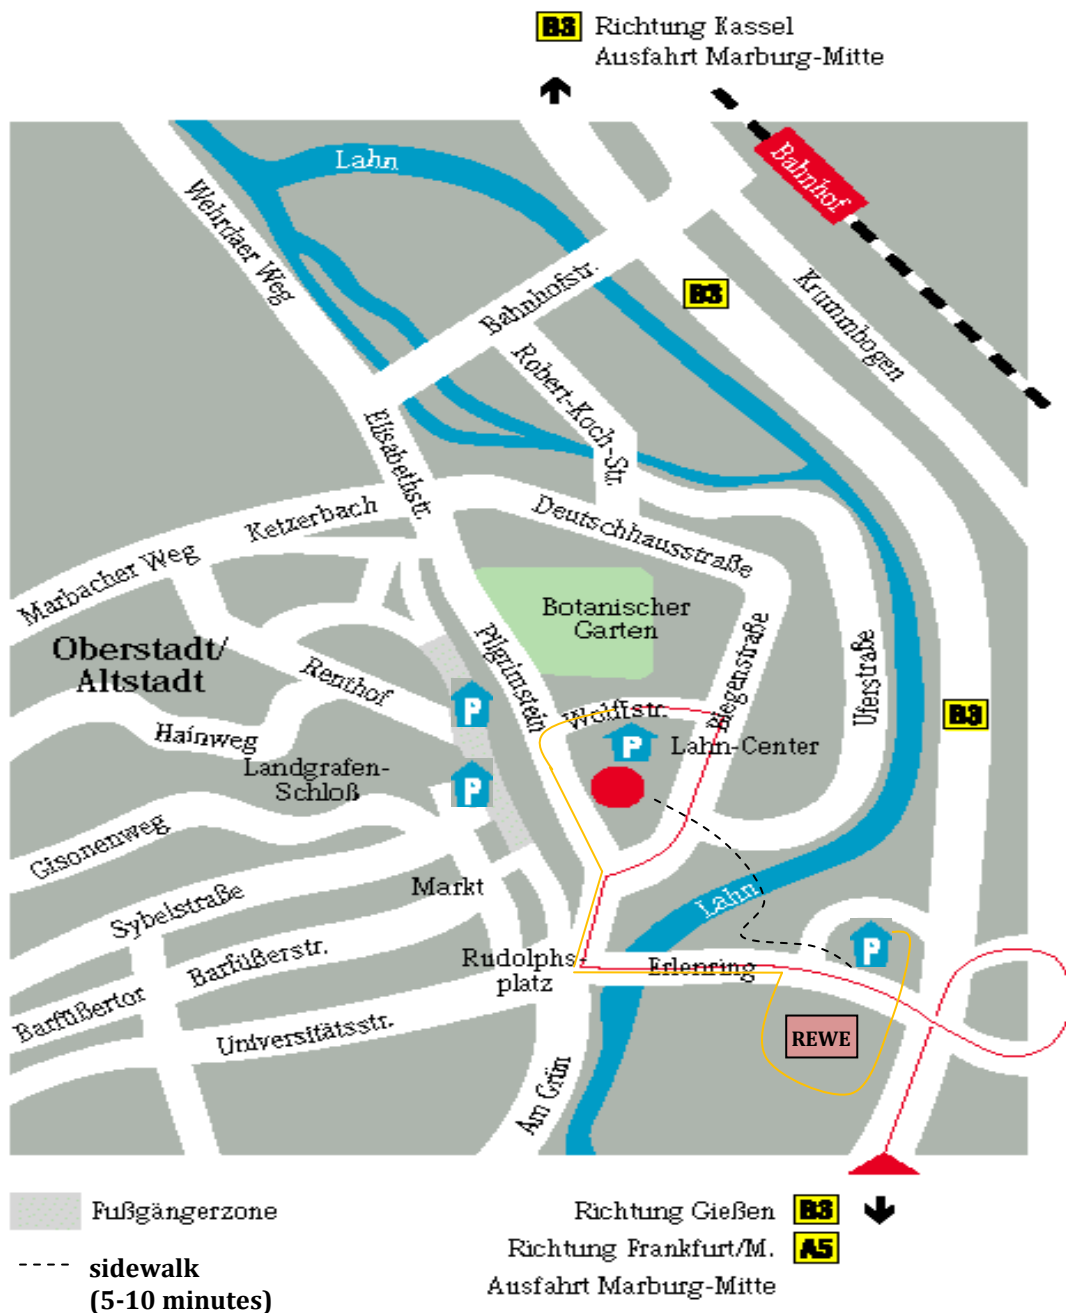 B3 Richtung Kassel
Ausfahrt Marburg-Mitte
Bahnhof
Lahn
Wehrdaer Weg
Bahnhofstr.
B3
Krummbogen
Robert-Koch-Str.
Elisabethstr.
Ketzerbach
Deutschhausstraße
Marbacher Weg
Botanischer
Garten
Oberstadt/
Altstadt
Pilgrimstein
Biegenstraße
Uferstraße
Renthof
P
Wolffstr.
B3
Hainweg
P
Lahn-Center
Landgrafen-
Schloß
P
Gisonenweg
Markt
Lahn
Sybelstraße
P
Barfüßerstr.
Rudolphs-
platz
Erlenring
Barfüßertor
Universitätsstr.
REWE
Am Grün
Fußgängerzone
Richtung Gießen B3
Richtung Frankfurt/M. A5
Ausfahrt Marburg-Mitte
sidewalk
(5-10 minutes)